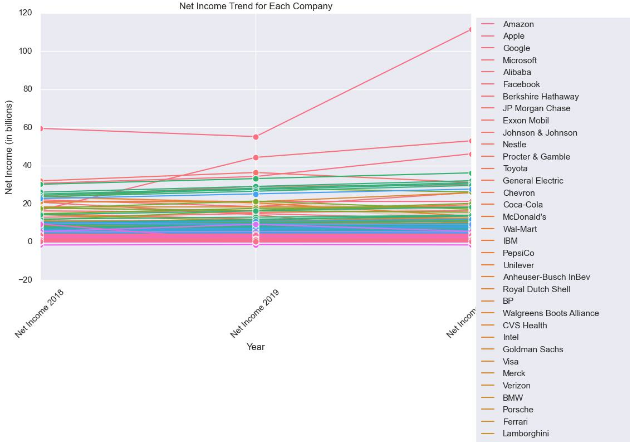 Net Income Trend for Each Company
120
100
80
60
40
20
0
−20
Net Income (in billions)
Net Income 2018
Net Income 2019
Net Incom
Year
Amazon
Apple
Google
Microsoft
Alibaba
Facebook
Berkshire Hathaway
JP Morgan Chase
Exxon Mobil
Johnson & Johnson
Nestle
Procter & Gamble
Toyota
General Electric
Chevron
Coca-Cola
McDonald's
Wal-Mart
IBM
PepsiCo
Unilever
Anheuser-Busch InBev
Royal Dutch Shell
BP
Walgreens Boots Alliance
CVS Health
Intel
Goldman Sachs
Visa
Merck
Verizon
BMW
Porsche
Ferrari
Lamborghini